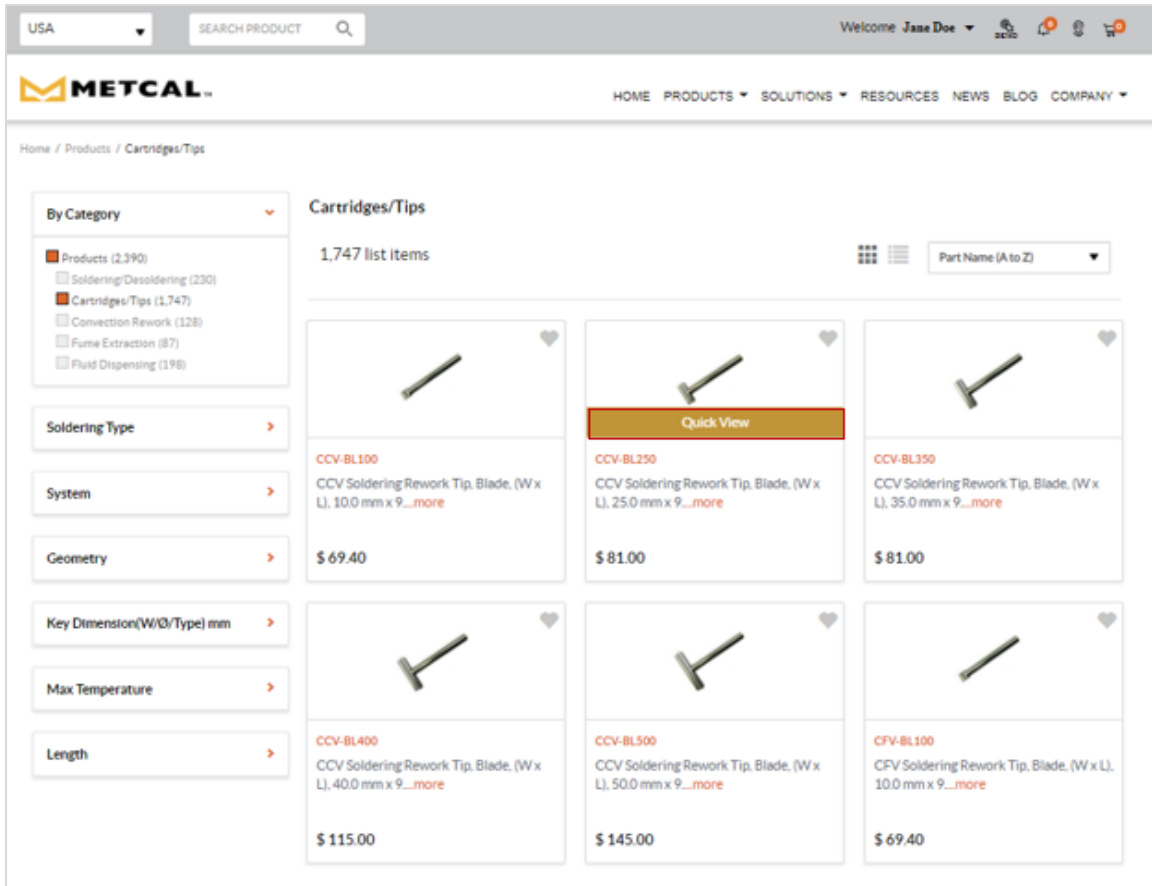 USA
SEARCH PRODUCT
Welcome Jane Doe
0
0
METCAL
HOME PRODUCTS SOLUTIONS RESOURCES NEWS BLOG COMPANY
Home / Products / Cartridges/Tips
By Category
Products (2,390)
Soldering/Desoldering (230)
Cartridges/Tips (1,747)
Convection Rework (128)
Fume Extraction (87)
Fluid Dispensing (198)
Soldering Type
System
Geometry
Key Dimension(W/Ø/Type) mm
Max Temperature
Length
Cartridges/Tips
1,747 list items
Part Name (A to Z)
CCV-BL100
CCV Soldering Rework Tip, Blade, (W x
L), 10.0 mm x 9....more
$ 69.40
Quick View
CCV-BL250
CCV Soldering Rework Tip, Blade, (W x
L), 25.0 mm x 9....more
$ 81.00
CCV-BL350
CCV Soldering Rework Tip, Blade, (W x
L), 35.0 mm x 9....more
$ 81.00
CCV-BL400
CCV Soldering Rework Tip, Blade, (W x
L), 40.0 mm x 9....more
$ 115.00
CCV-BL500
CCV Soldering Rework Tip, Blade, (W x
L), 50.0 mm x 9....more
$ 145.00
CFV-BL100
CFV Soldering Rework Tip, Blade, (W x L),
10.0 mm x 9....more
$ 69.40